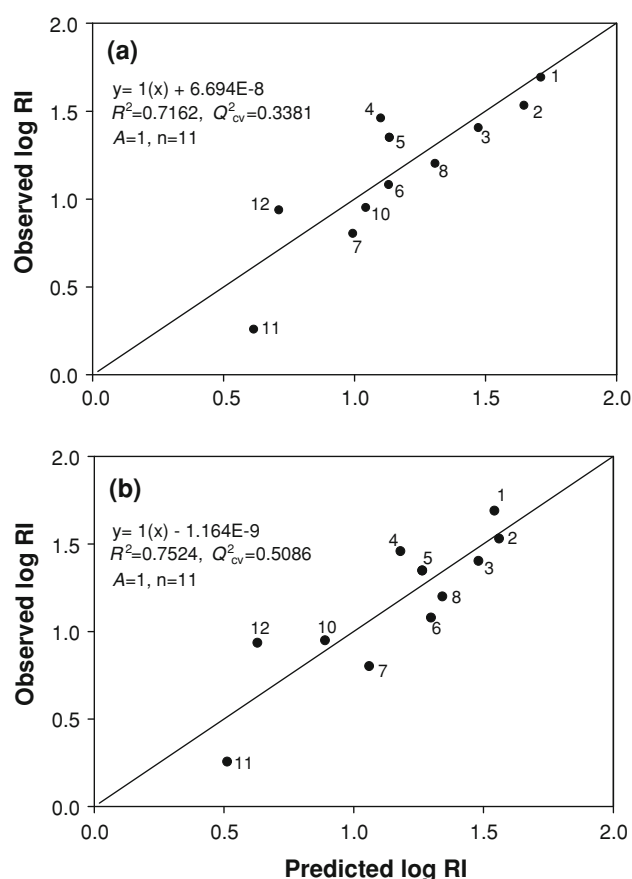 2.0
(a)
y= 1(x) + 6.694E-8
R²=0.7162, Q²cv=0.3381
A=1, n=11
1
2
3
4
5
8
6
12
10
7
11
1.5
1.0
0.5
0.0
Observed log RI
0.0 0.5 1.0 1.5 2.0
2.0
(b)
y= 1(x) - 1.164E-9
R²=0.7524, Q²cv=0.5086
A=1, n=11
1
2
4
5
3
8
6
12
10
7
11
1.5
1.0
0.5
0.0
Observed log RI
0.0 0.5 1.0 1.5 2.0
Predicted log RI